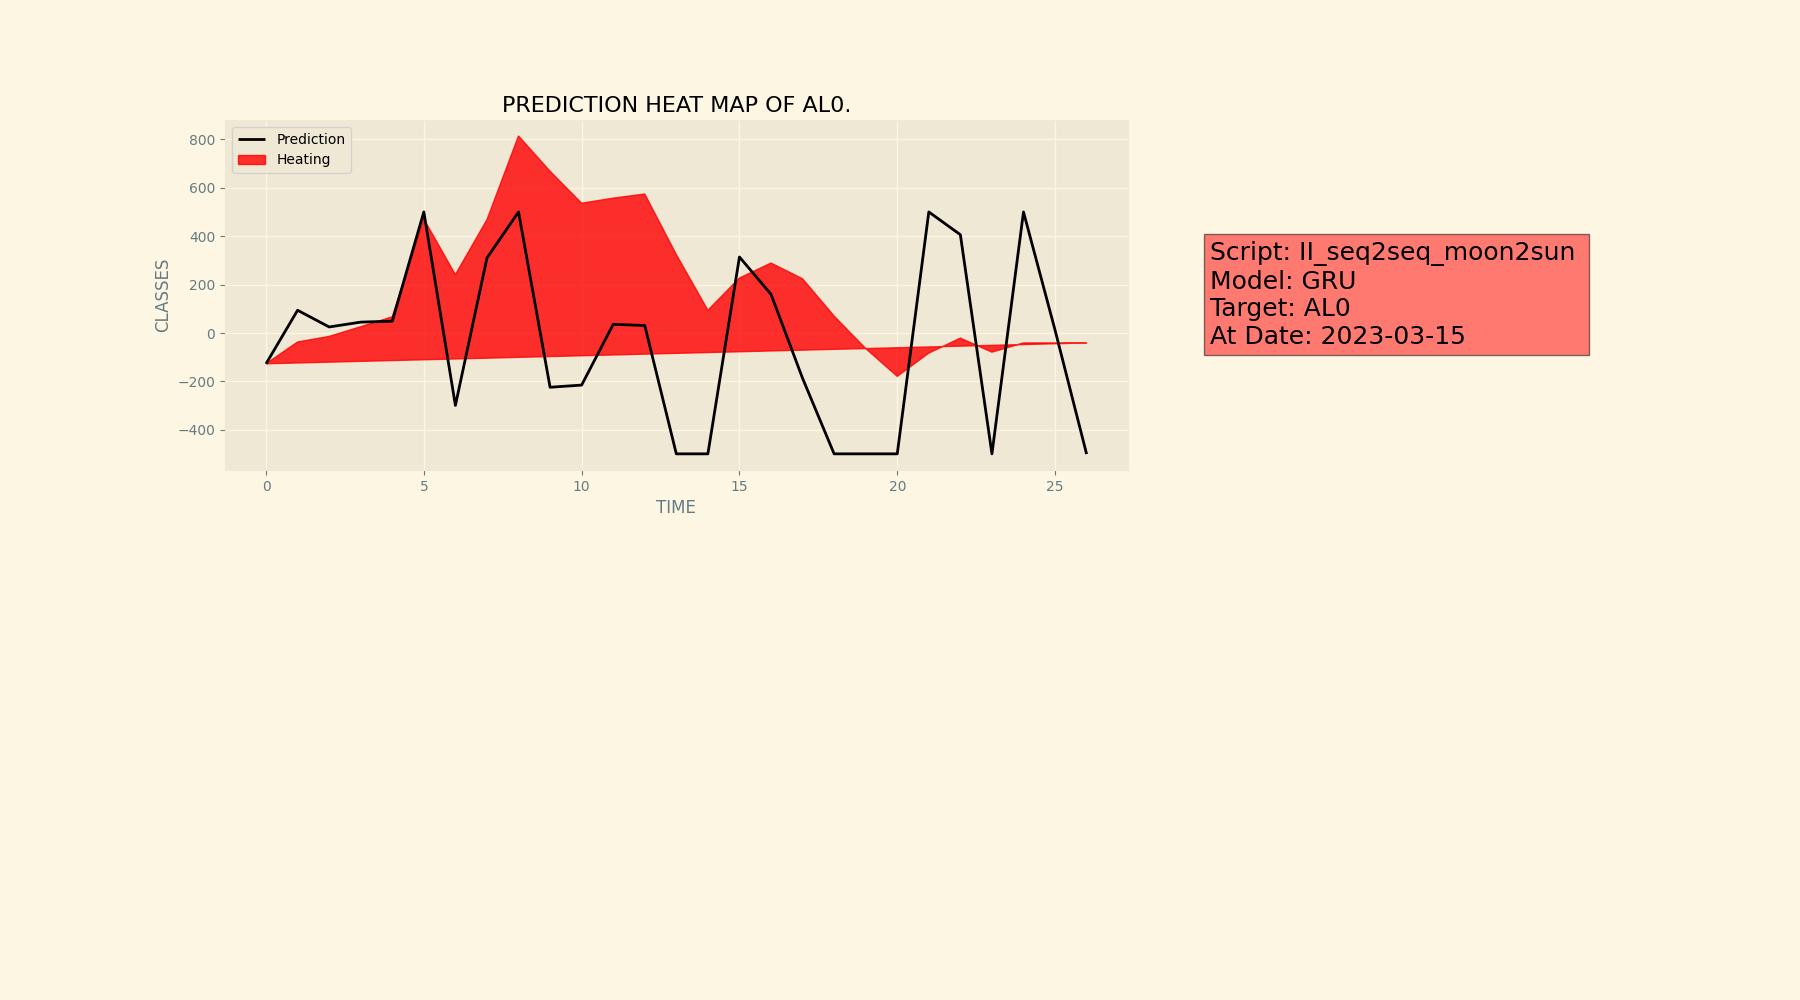 PREDICTION HEAT MAP OF AL0.
Prediction
Heating
800
600
400
200
0
−200
−400
CLASSES
0 5 10 15 20 25
TIME
Script: II_seq2seq_moon2sun
Model: GRU
Target: AL0
At Date: 2023-03-15